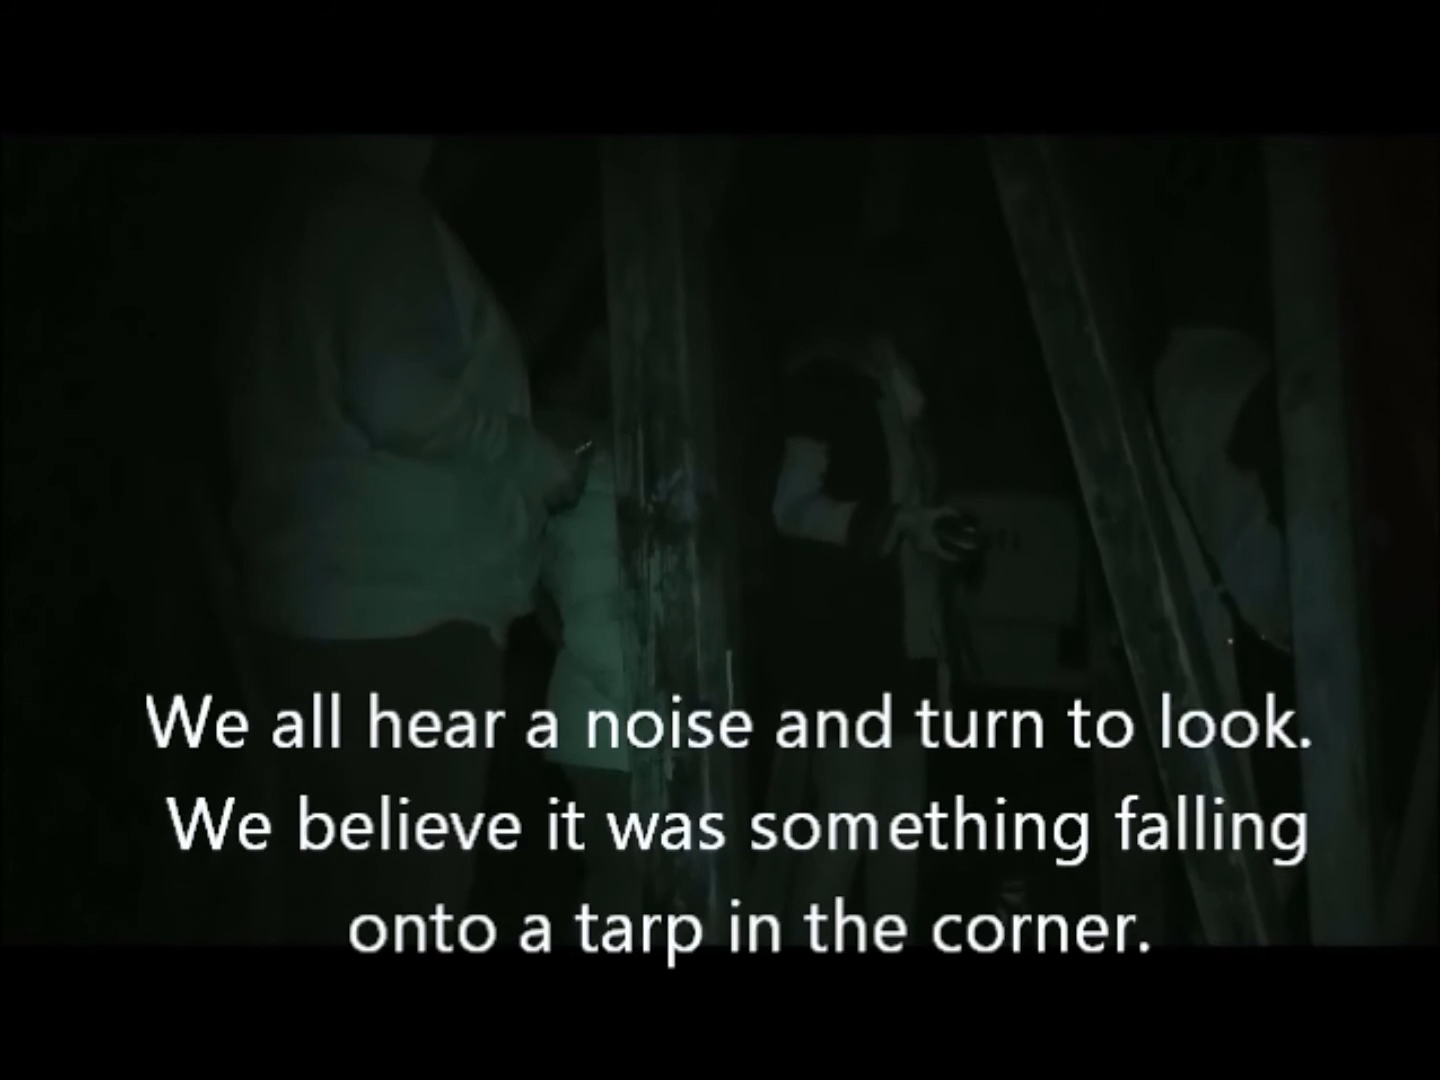 We all hear a noise and turn to look.
We believe it was something falling
onto a tarp in the corner.